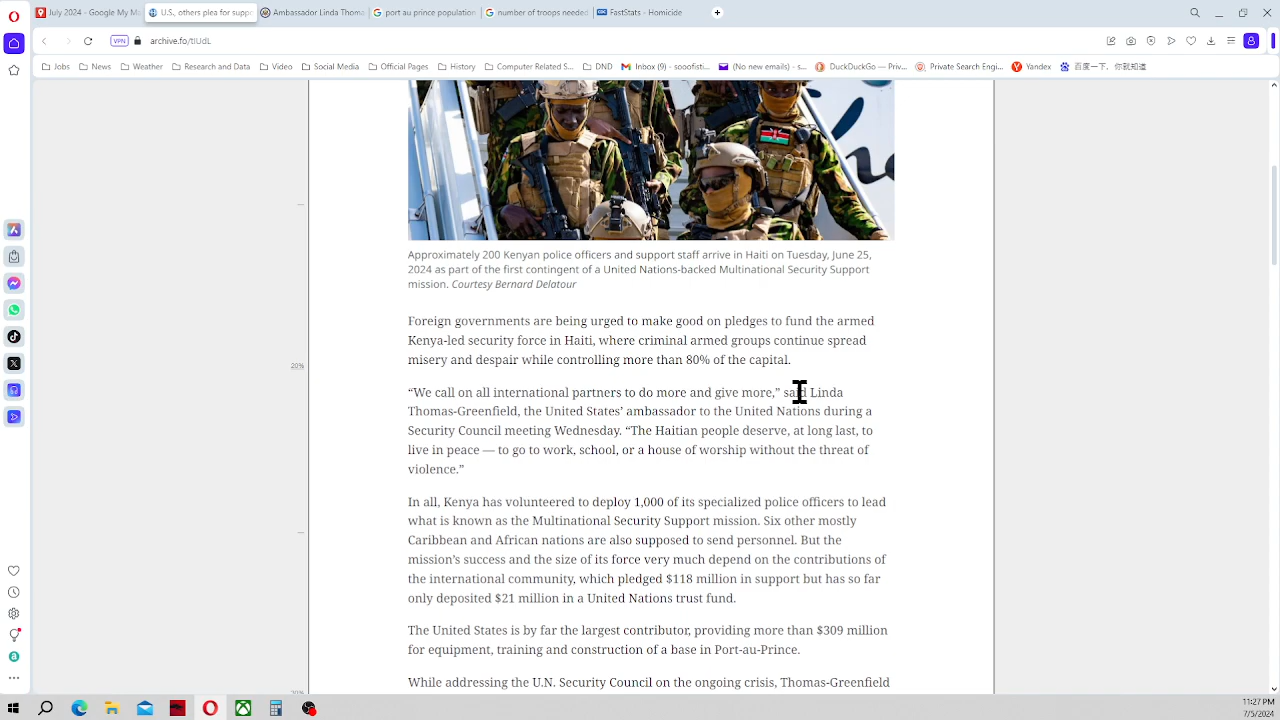 July 2024 - Google My M
U.S., others plea for suppo
Ambassador Linda Thoma
port au prince population
number of troops needed
FastStats - Homicide
VPN
archive.fo/tIUdL
Jobs
News
Weather
Research and Data
Video
Social Media
Official Pages
History
Computer Related S...
DND
Inbox (9) - sooofisti...
(No new emails) - s...
DuckDuckGo — Priv...
Private Search Engi...
Yandex
百度一下，你就知道
Approximately 200 Kenyan police officers and support staff arrive in Haiti on Tuesday, June 25,
2024 as part of the first contingent of a United Nations-backed Multinational Security Support
mission. Courtesy Bernard Delatour
Foreign governments are being urged to make good on pledges to fund the armed
Kenya-led security force in Haiti, where criminal armed groups continue spread
misery and despair while controlling more than 80% of the capital.
20%
“We call on all international partners to do more and give more,” said Linda
Thomas-Greenfield, the United States’ ambassador to the United Nations during a
Security Council meeting Wednesday. “The Haitian people deserve, at long last, to
live in peace — to go to work, school, or a house of worship without the threat of
violence.”
In all, Kenya has volunteered to deploy 1,000 of its specialized police officers to lead
what is known as the Multinational Security Support mission. Six other mostly
Caribbean and African nations are also supposed to send personnel. But the
mission’s success and the size of its force very much depend on the contributions of
the international community, which pledged $118 million in support but has so far
only deposited $21 million in a United Nations trust fund.
The United States is by far the largest contributor, providing more than $309 million
for equipment, training and construction of a base in Port-au-Prince.
While addressing the U.N. Security Council on the ongoing crisis, Thomas-Greenfield
11:27 PM
7/5/2024